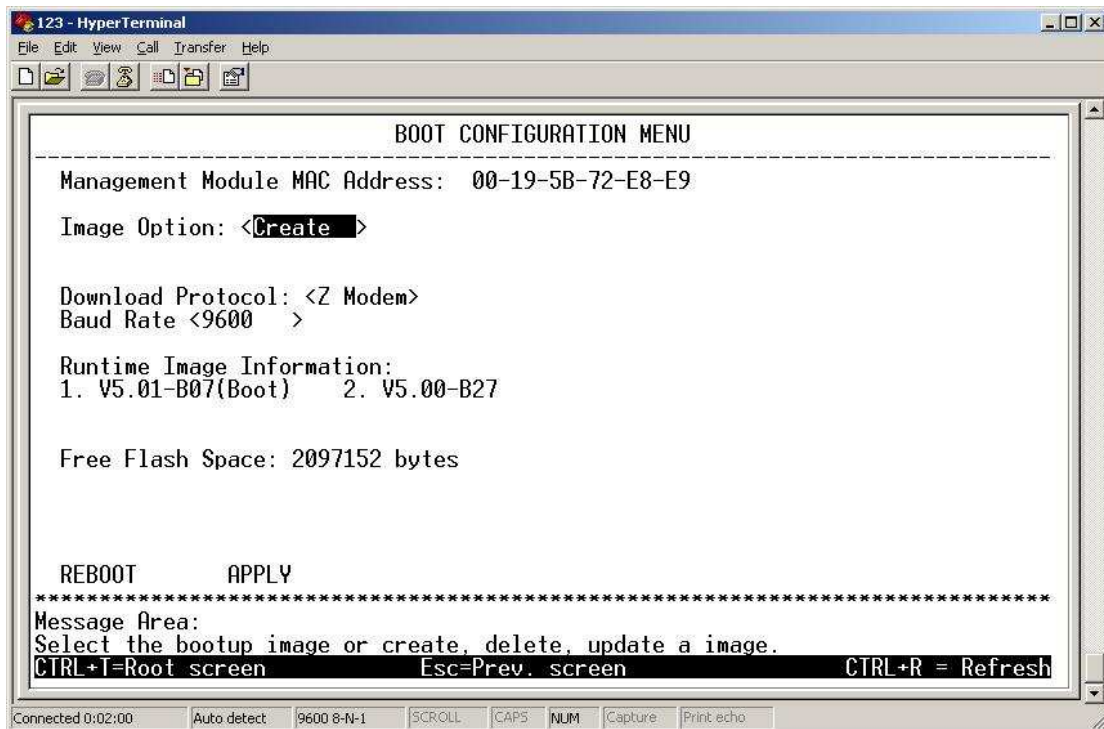 123 - HyperTerminal
File Edit View Call Transfer Help
BOOT CONFIGURATION MENU
--------------------------------------------------------------------------------
Management Module MAC Address: 00-19-5B-72-E8-E9
Image Option: <Create >
Download Protocol: <Z Modem>
Baud Rate <9600 >
Runtime Image Information:
1. V5.01-B07(Boot) 2. V5.00-B27
Free Flash Space: 2097152 bytes
REBOOT APPLY
*******************************************************************************
Message Area:
Select the bootup image or create, delete, update a image.
CTRL+T=Root screen Esc=Prev. screen CTRL+R = Refresh
Connected 0:02:00 Auto detect 9600 8-N-1 SCROLL CAPS NUM Capture Print echo